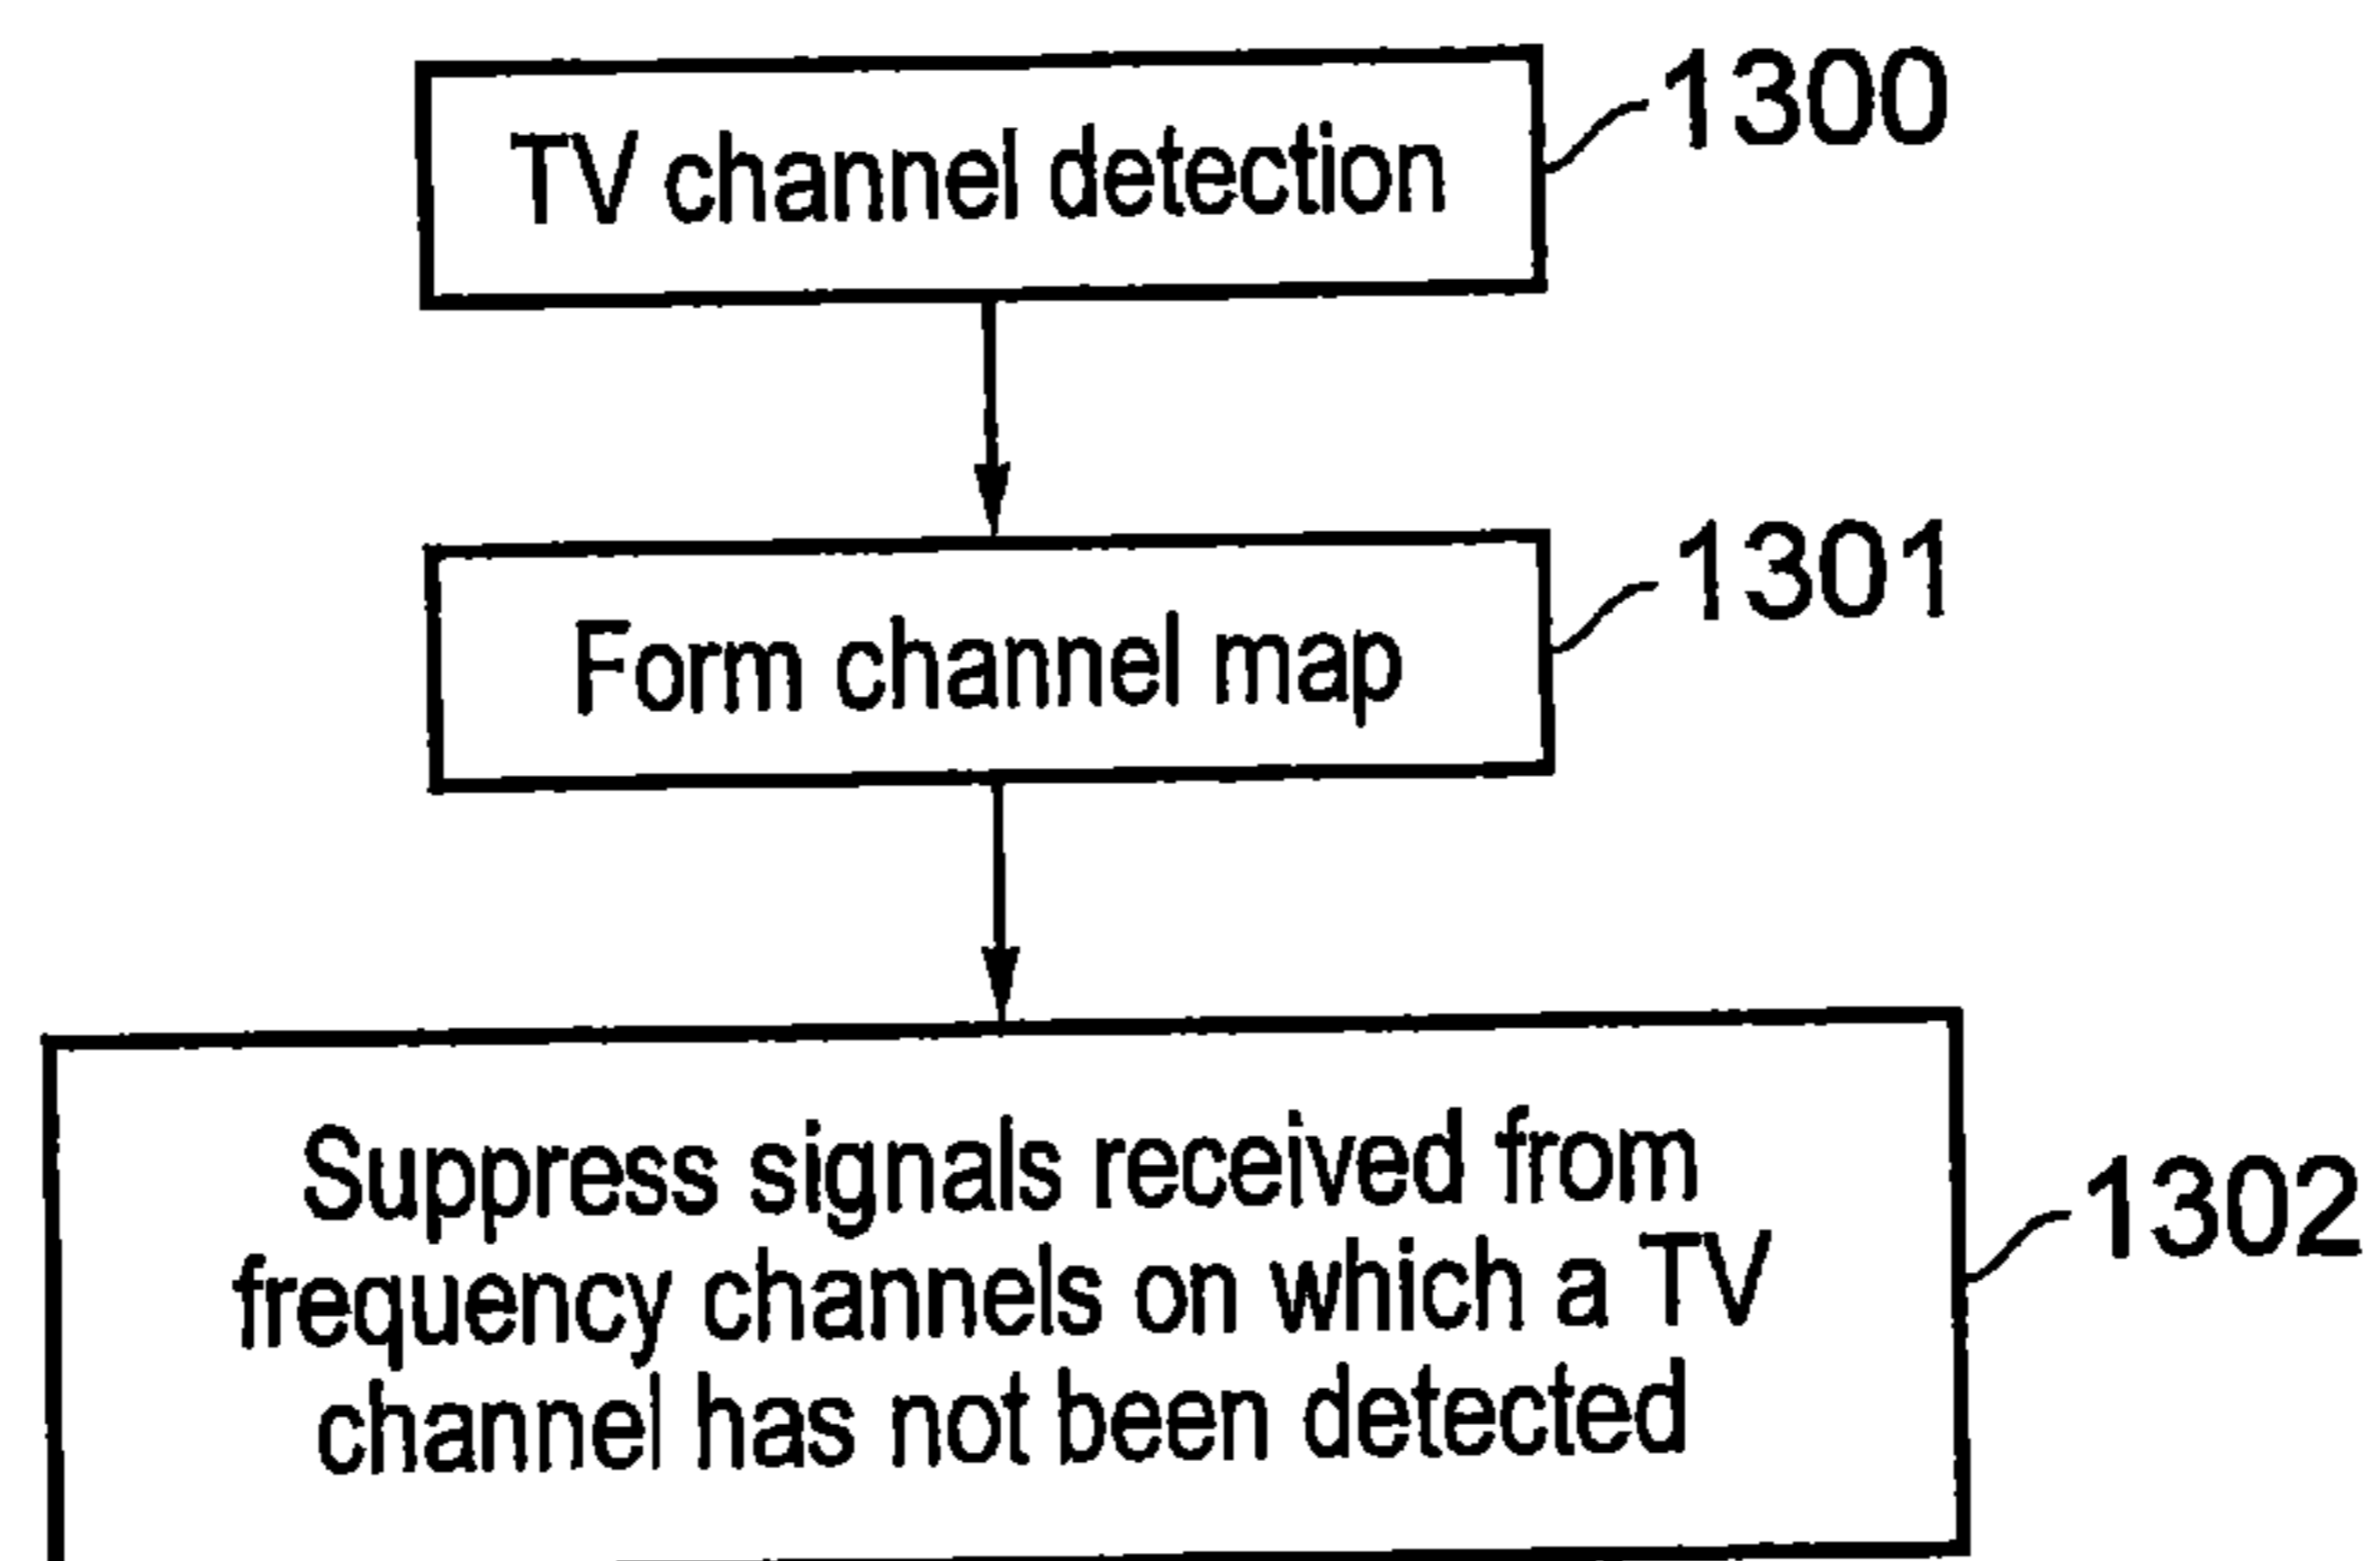 TV channel detection
1300
Form channel map
1301
Suppress signals received from
frequency channels on which a TV
channel has not been detected
1302